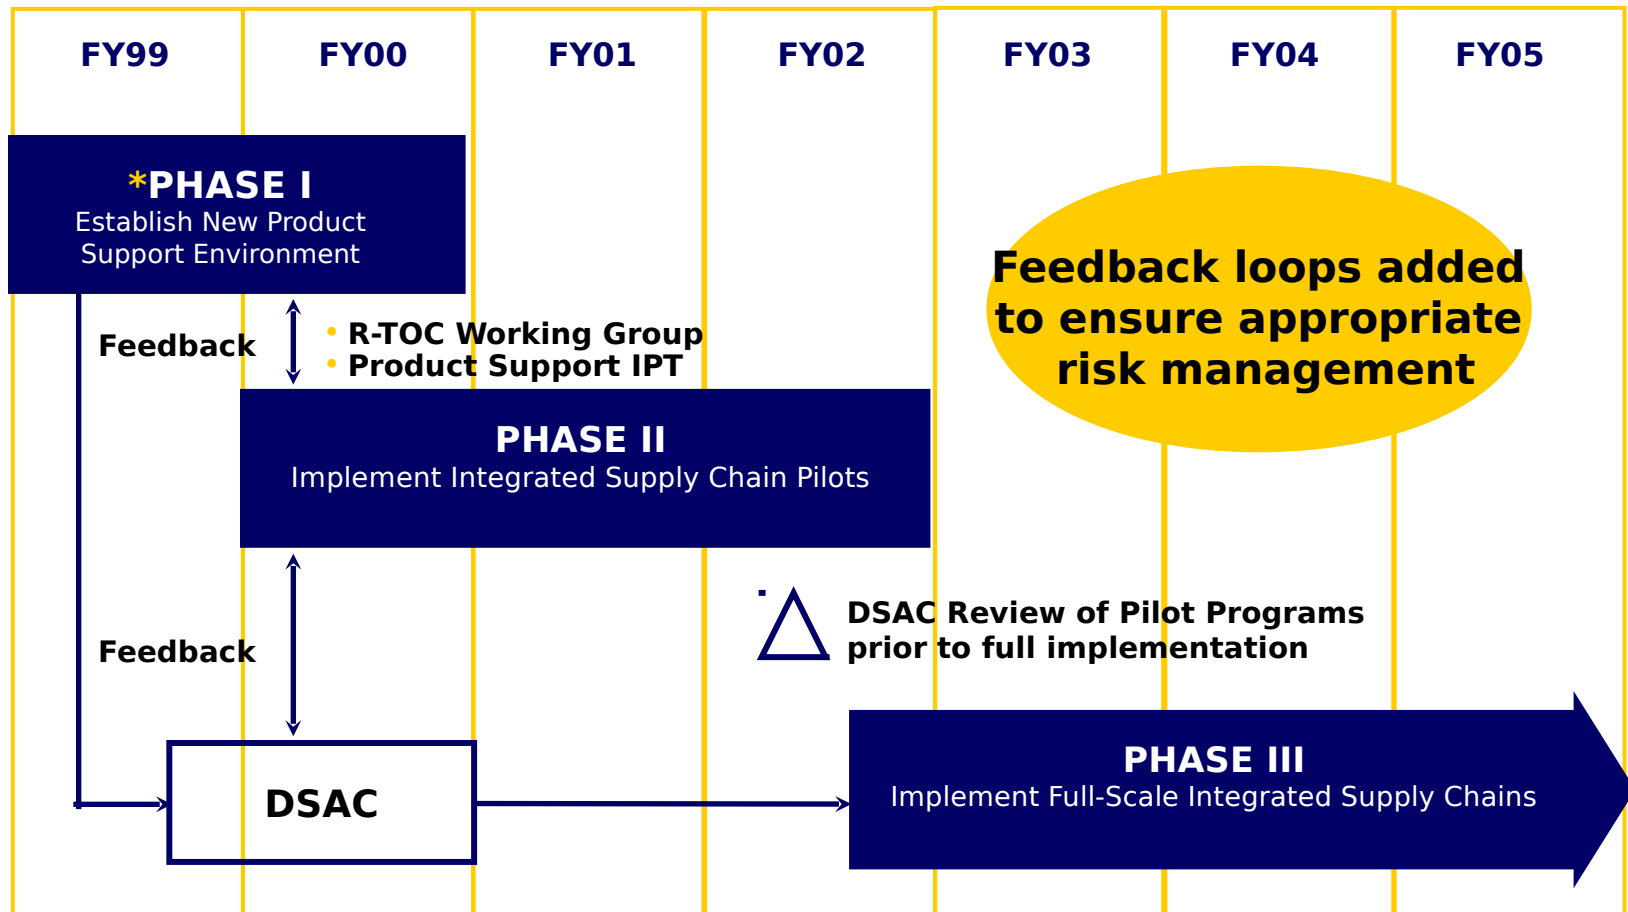 FY99 FY00 FY01 FY02 FY03 FY04 FY05
*PHASE I
Establish New Product
Support Environment
Feedback loops added
to ensure appropriate
risk management
Feedback
• R-TOC Working Group
• Product Support IPT
PHASE II
Implement Integrated Supply Chain Pilots
DSAC Review of Pilot Programs
prior to full implementation
Feedback
PHASE III
Implement Full-Scale Integrated Supply Chains
DSAC